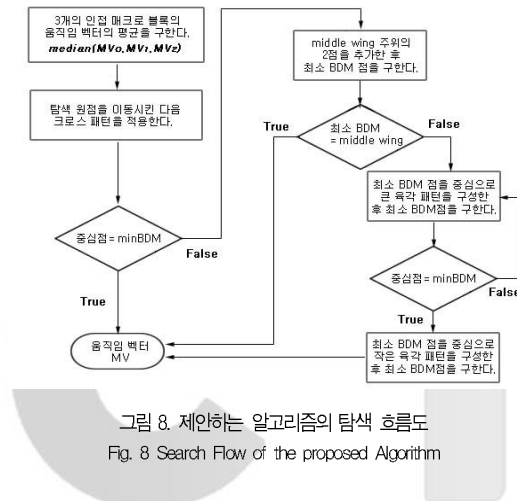 3개의 인접 매크로 블록의
움직임 벡터의 평균을 구한다.
median(MV0,MV1,MV2)
탐색 원점을 이동시킨 다음
크로스 패턴을 적용한다.
중심점=minBDM
False
True
움직임 벡터
MV
middle wing 주위의
2점을 추가한 후
최소 BDM 점을 구한다.
True
최소 BDM
=middle wing
False
최소 BDM 점을 중심으로
큰 육각 패턴을 구성한
후 최소 BDM점을 구한다.
중심점=minBDM
False
True
최소 BDM 점을 중심으로
작은 육각 패턴을 구성한
후 최소 BDM점을 구한다.
그림 8. 제안하는 알고리즘의 탐색 흐름도
Fig. 8 Search Flow of the proposed Algorithm